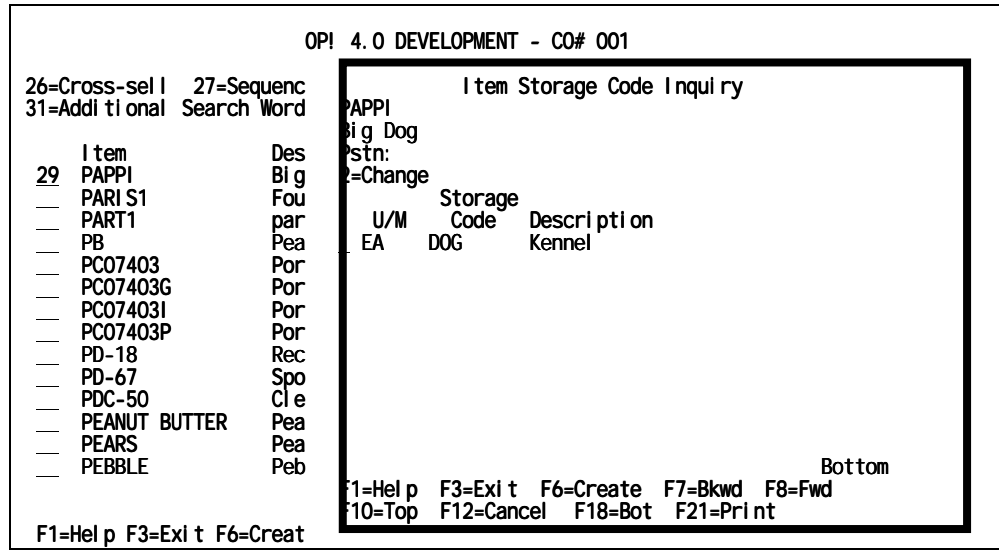 OP! 4.0 DEVELOPMENT - CO# 001
26=Cross-sell 27=Sequenc
31=Additional Search Word
Item Des
29 PAPPI Big
PARIS1 Fou
PART1 par
PB Pea
PC07403 Por
PC07403G Por
PC07403I Por
PC07403P Por
PD-18 Rec
PD-67 Spo
PDC-50 Cle
PEANUT BUTTER Pea
PEARS Pea
PEBBLE Peb
F1=Help F3=Exit F6=Creat
Item Storage Code Inquiry
PAPPI
Big Dog
Pstn:
2=Change
Storage
U/M Code Description
EA DOG Kennel
Bottom
F1=Help F3=Exit F6=Create F7=Bkwd F8=Fwd
F10=Top F12=Cancel F18=Bot F21=Print